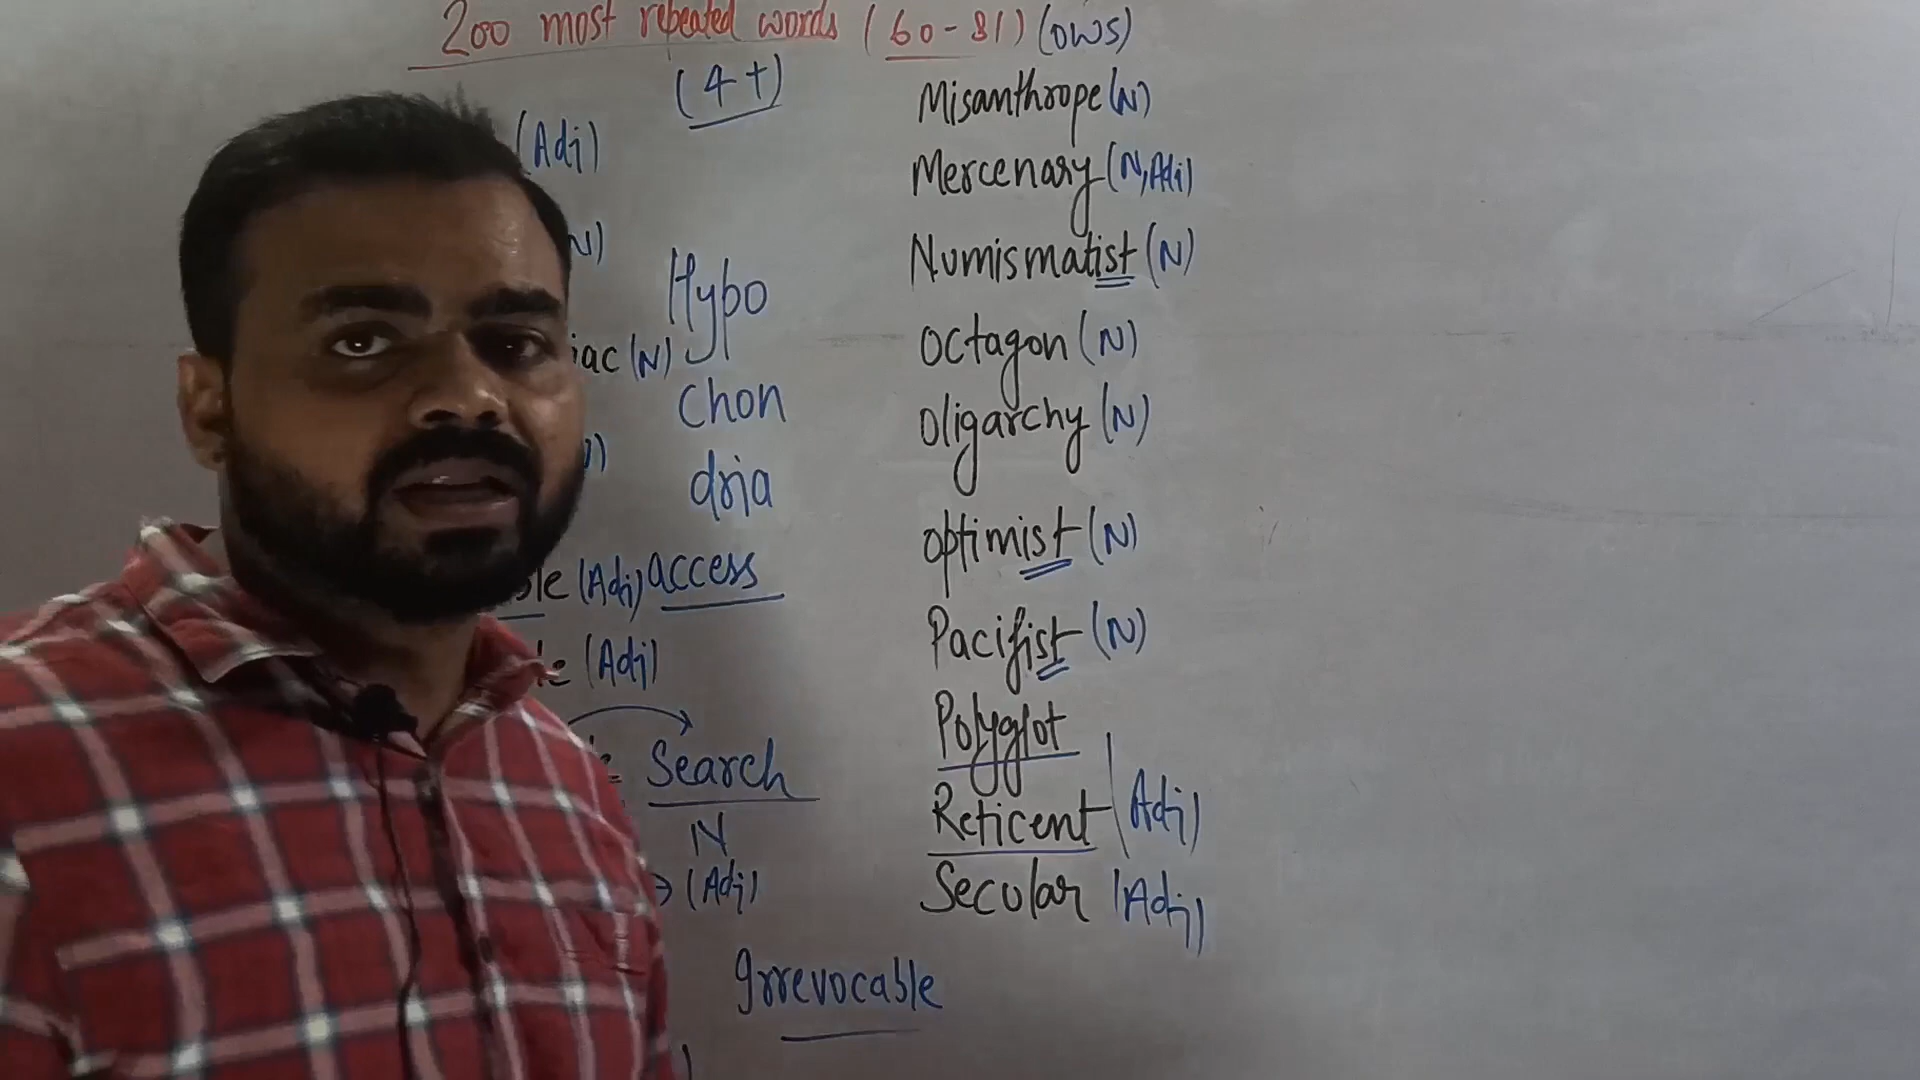 200 most repeated words (60-81) (OWS)
(4+)
(Adj)
N)
iac (N)
Hypo
chon
dria
access
(Adj)
le (Adj)
Search
N
→ (Adj)
Irrevocable
Misanthrope (N)
Mercenary (N, Adj)
Numismatist (N)
Octagon (N)
Oligarchy (N)
Optimist (N)
Pacifist (N)
Polyglot
Reticent (Adj)
Secular (Adj)